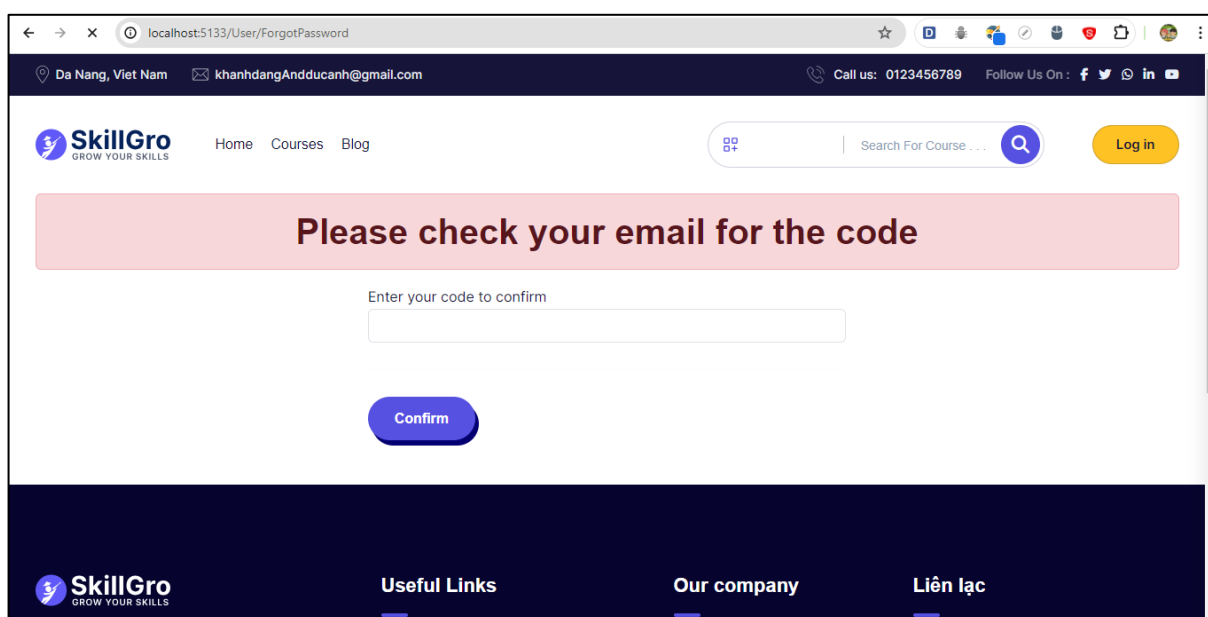 localhost:5133/User/ForgotPassword
Da Nang, Viet Nam khanhdangAndducanh@gmail.com Call us: 0123456789 Follow Us On :
SkillGro
GROW YOUR SKILLS
Home Courses Blog
Search For Course . . .
Log in
Please check your email for the code
Enter your code to confirm
Confirm
SkillGro
GROW YOUR SKILLS
Useful Links
Our company
Liên lạc